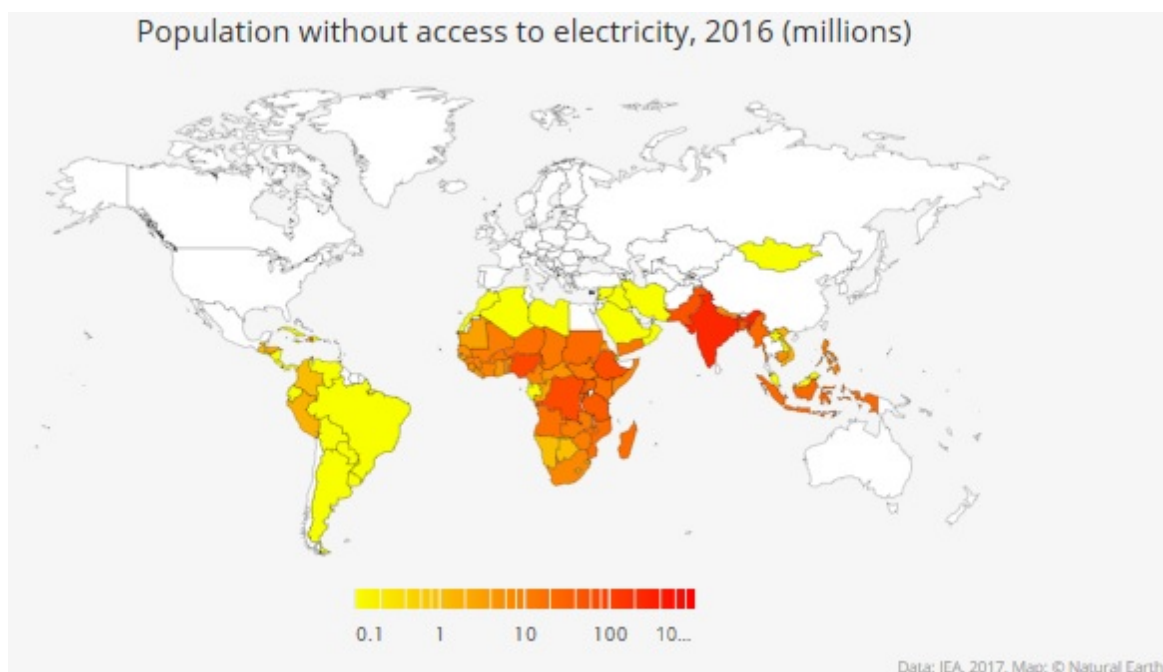 Population without access to electricity, 2016 (millions)
0.1 1 10 100 10...
Data: IEA, 2017, Map: © Natural Earth